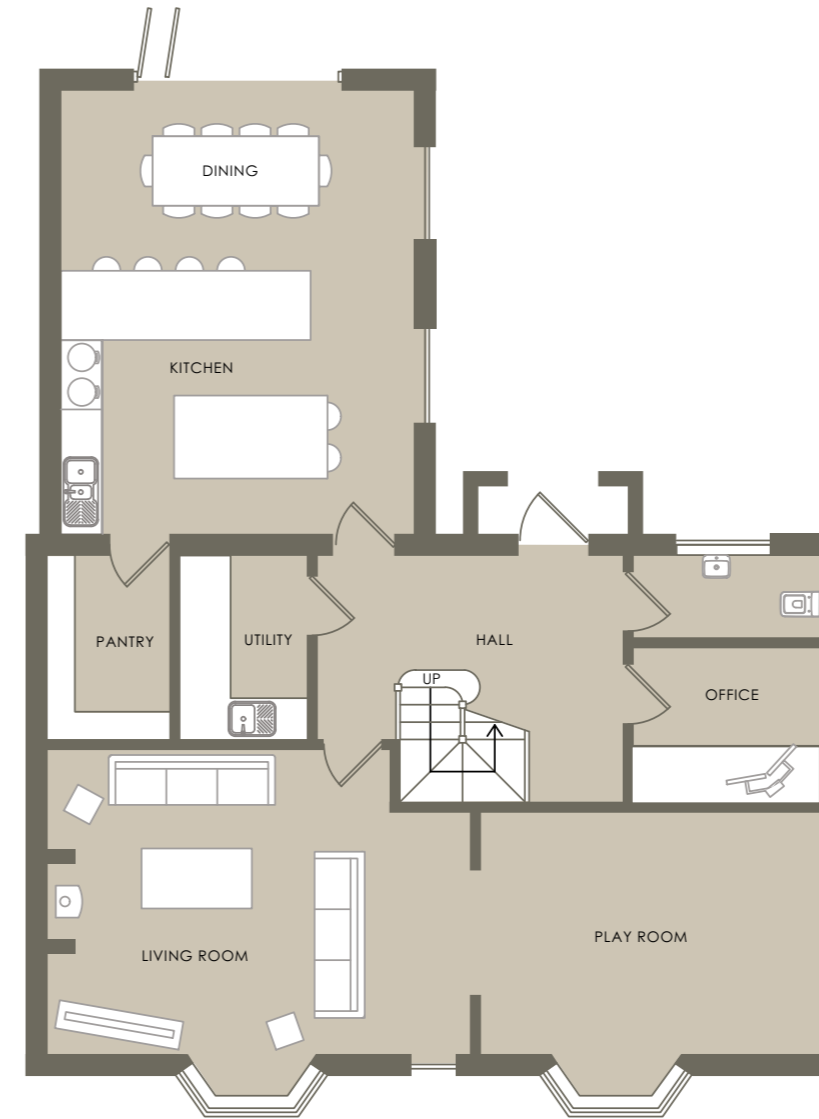 DINING
KITCHEN
PANTRY
UTILITY
HALL
UP
OFFICE
LIVING ROOM
PLAY ROOM